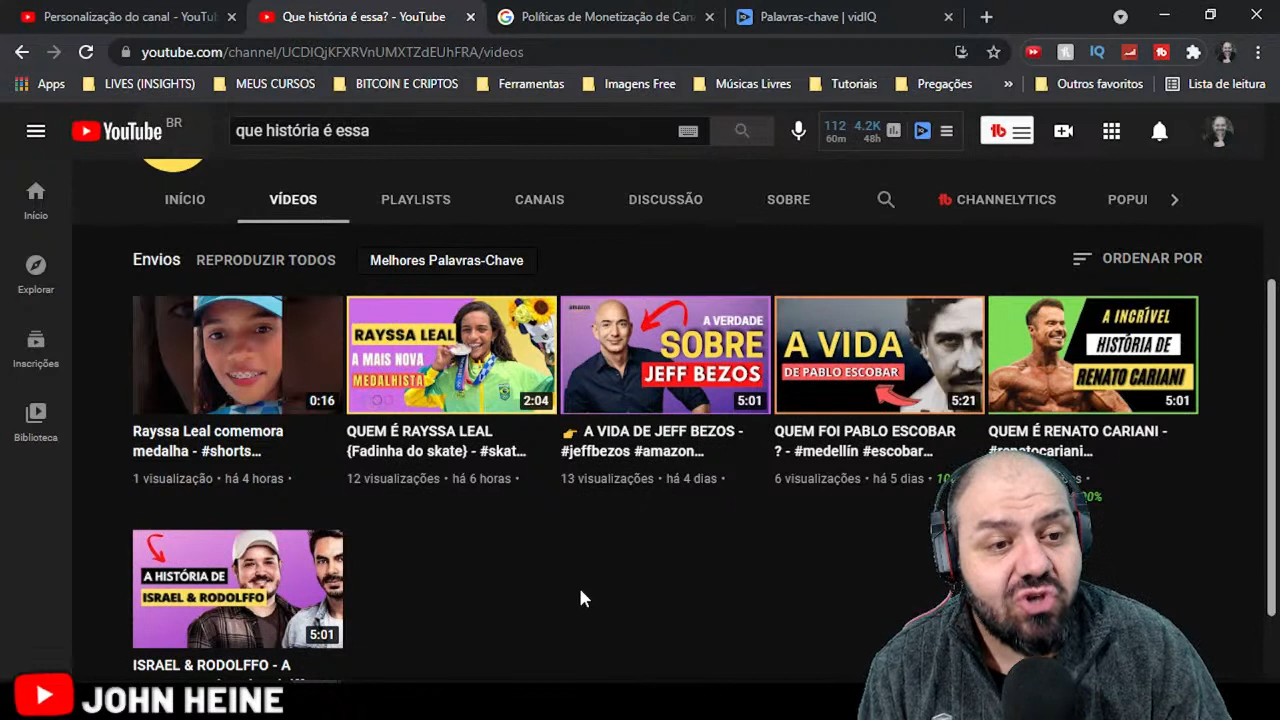 Personalização do canal - YouTu
Que história é essa? - YouTube
Políticas de Monetização de Can
Palavras-chave | vidIQ
youtube.com/channel/UCDIQiKFXRVnUMXTZdEUhFRA/videos
Apps
LIVES (INSIGHTS)
MEUS CURSOS
BITCOIN E CRIPTOS
Ferramentas
Imagens Free
Músicas Livres
Tutoriais
Pregações
»
Outros favoritos
Lista de leitura
YouTube BR
que história é essa
112 60m
4.2K 48h
INÍCIO
VÍDEOS
PLAYLISTS
CANAIS
DISCUSSÃO
SOBRE
CHANNELYTICS
POPUL
Início
Explorar
Inscrições
Biblioteca
Envios
REPRODUZIR TODOS
Melhores Palavras-Chave
ORDENAR POR
0:16
RAYSSA LEAL
A MAIS NOVA
MEDALHISTA
2:04
amazon
A VERDADE
SOBRE
JEFF BEZOS
5:01
A VIDA
DE PABLO ESCOBAR
5:21
A INCRÍVEL
HISTÓRIA DE
RENATO CARIANI
5:01
Rayssa Leal comemora
medalha - #shorts…
1 visualização • há 4 horas •
QUEM É RAYSSA LEAL
{Fadinha do skate} - #skat…
12 visualizações • há 6 horas •
👉 A VIDA DE JEFF BEZOS -
#jeffbezos #amazon…
13 visualizações • há 4 dias •
QUEM FOI PABLO ESCOBAR
? - #medellín #escobar…
6 visualizações • há 5 dias •
QUEM É RENATO CARIANI -
#renatocariani…
A HISTÓRIA DE
ISRAEL & RODOLFFO
5:01
ISRAEL & RODOLFFO - A
JOHN HEINE